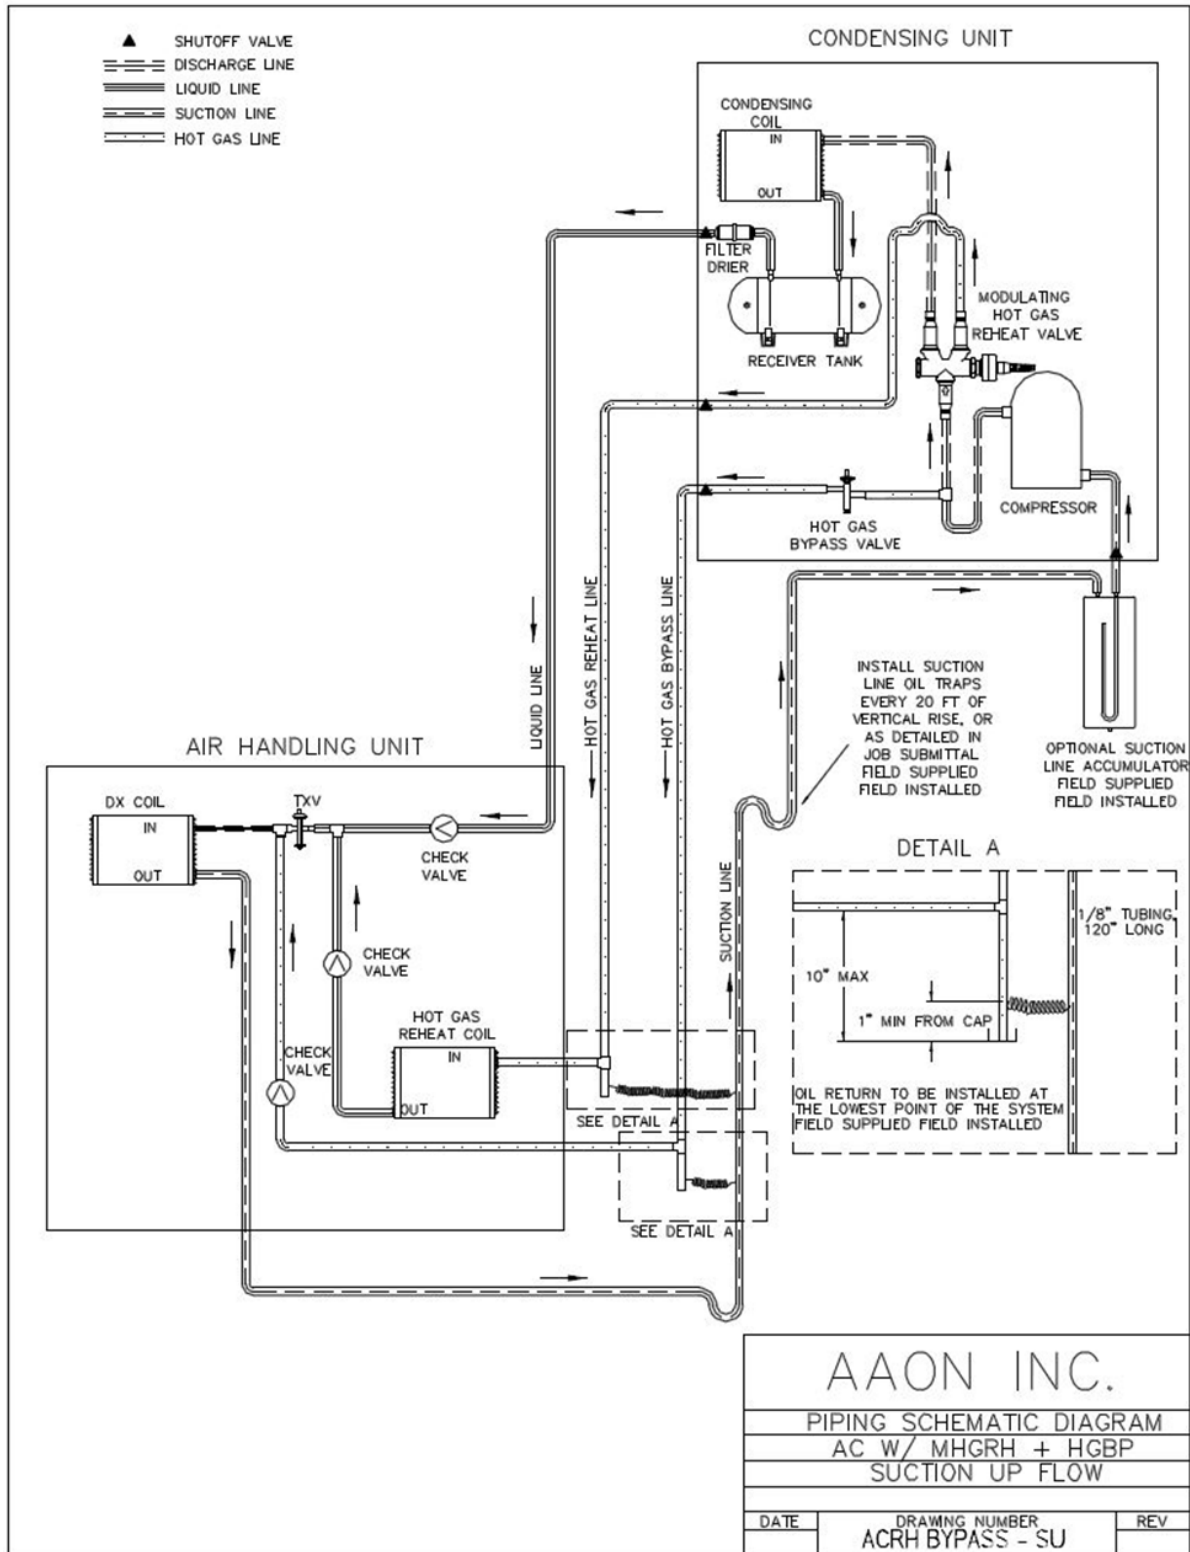 SHUTOFF VALVE
DISCHARGE LINE
LIQUID LINE
SUCTION LINE
HOT GAS LINE
CONDENSING UNIT
CONDENSING
COIL
IN
OUT
FILTER
DRIER
RECEIVER TANK
MODULATING
HOT GAS
REHEAT VALVE
COMPRESSOR
HOT GAS
BYPASS VALVE
LIQUID LINE
HOT GAS REHEAT LINE
HOT GAS BYPASS LINE
SUCTION LINE
INSTALL SUCTION
LINE OIL TRAPS
EVERY 20 FT OF
VERTICAL RISE, OR
AS DETAILED IN
JOB SUBMITTAL
FIELD SUPPLIED
FIELD INSTALLED
OPTIONAL SUCTION
LINE ACCUMULATOR
FIELD SUPPLIED
FIELD INSTALLED
AIR HANDLING UNIT
DX COIL
IN
OUT
TXV
CHECK
VALVE
CHECK
VALVE
CHECK
VALVE
HOT GAS
REHEAT COIL
IN
OUT
SEE DETAIL A
SEE DETAIL A
DETAIL A
1/8" TUBING,
120" LONG
10" MAX
1" MIN FROM CAP
OIL RETURN TO BE INSTALLED AT
THE LOWEST POINT OF THE SYSTEM
FIELD SUPPLIED FIELD INSTALLED
AAON INC.
PIPING SCHEMATIC DIAGRAM
AC W/ MHGRH + HGBP
SUCTION UP FLOW
DATE
DRAWING NUMBER
REV
ACRH BYPASS - SU